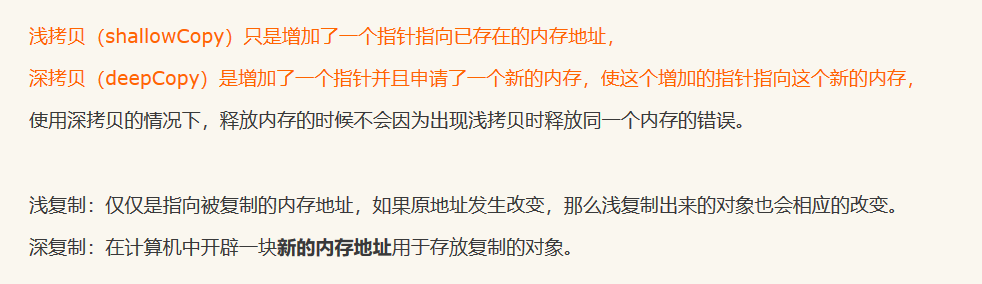 浅拷贝（shallowCopy）只是增加了一个指针指向已存在的内存地址，
深拷贝（deepCopy）是增加了一个指针并且申请了一个新的内存，使这个增加的指针指向这个新的内存，
使用深拷贝的情况下，释放内存的时候不会因为出现浅拷贝时释放同一个内存的错误。
浅复制：仅仅是指向被复制的内存地址，如果原地址发生改变，那么浅复制出来的对象也会相应的改变。
深复制：在计算机中开辟一块新的内存地址用于存放复制的对象。